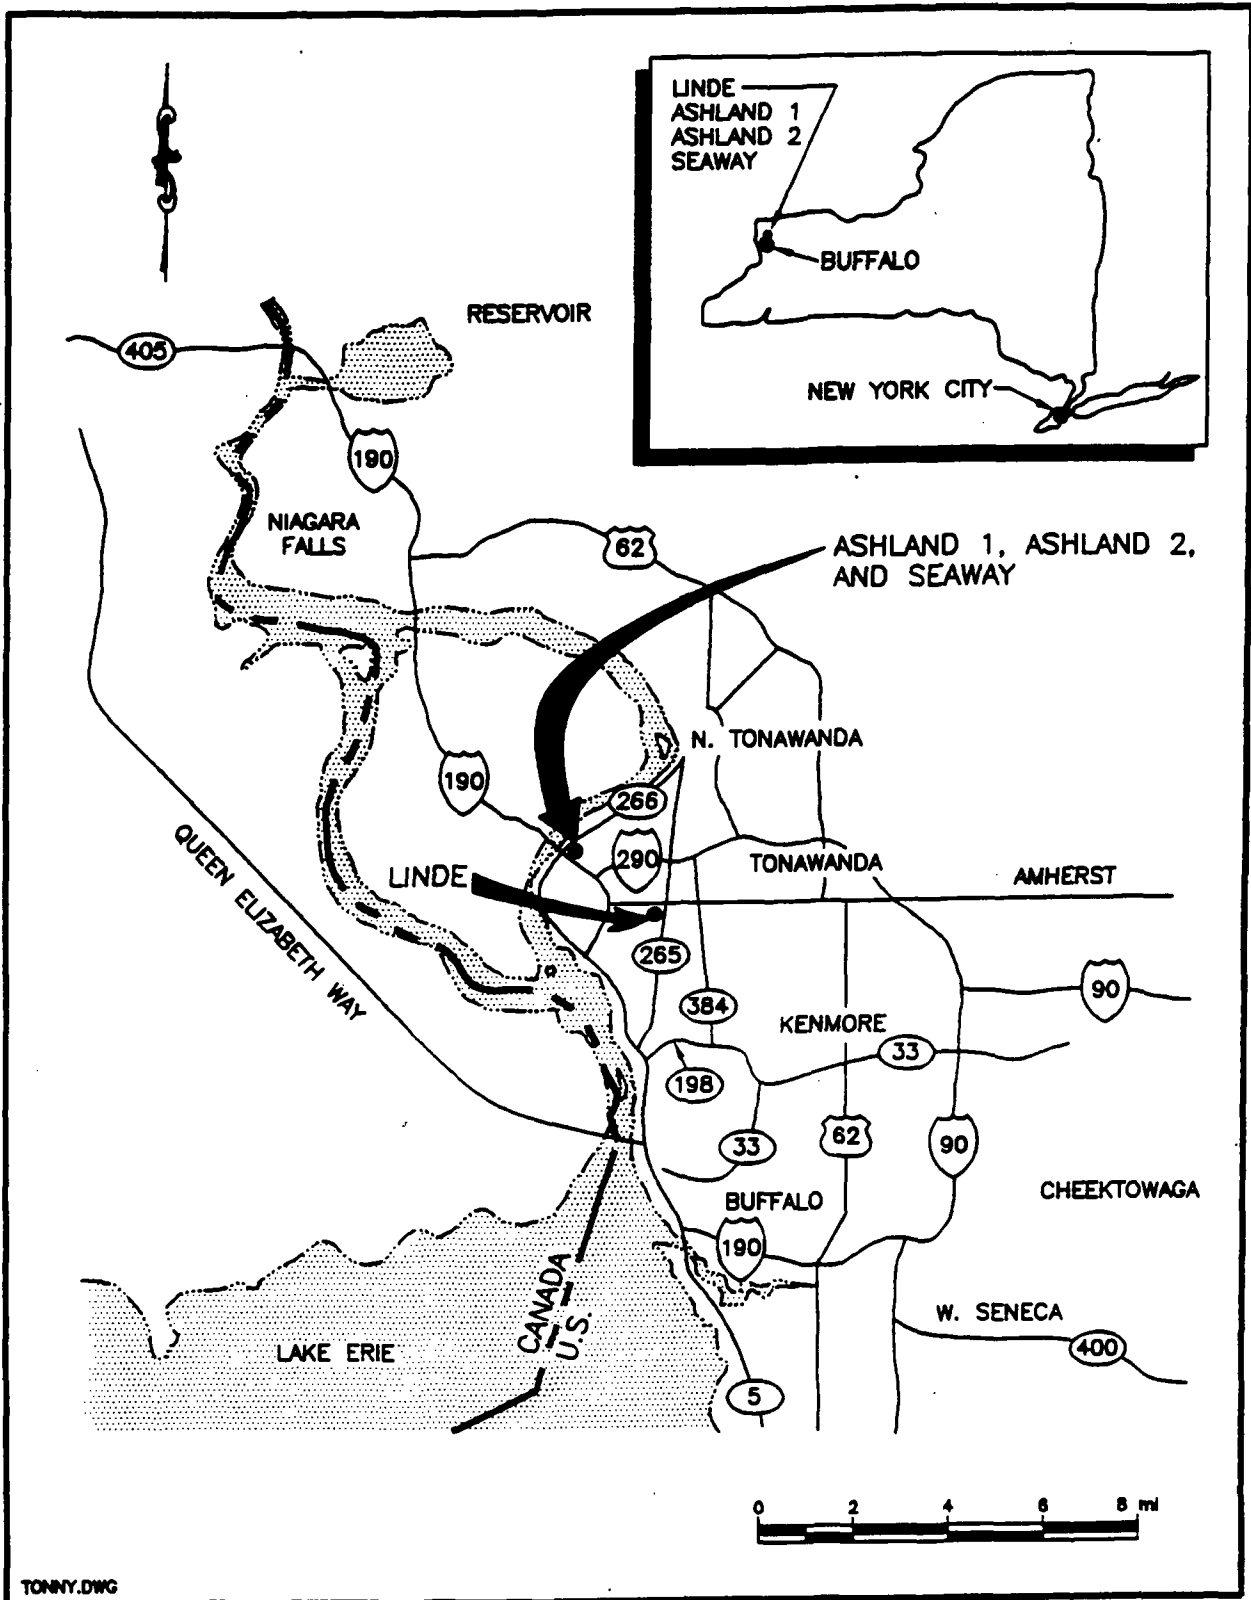 LINDE
ASHLAND 1
ASHLAND 2
SEAWAY
BUFFALO
NEW YORK CITY
RESERVOIR
405
190
NIAGARA
FALLS
62
ASHLAND 1, ASHLAND 2,
AND SEAWAY
N. TONAWANDA
190
266
290
TONAWANDA
AMHERST
LINDE
QUEEN ELIZABETH WAY
265
90
384
KENMORE
33
198
33
62
90
CHEEKTOWAGA
BUFFALO
190
CANADA
U.S.
W. SENECA
LAKE ERIE
400
5
0 2 4 6 8 mi
TONNY.DWG